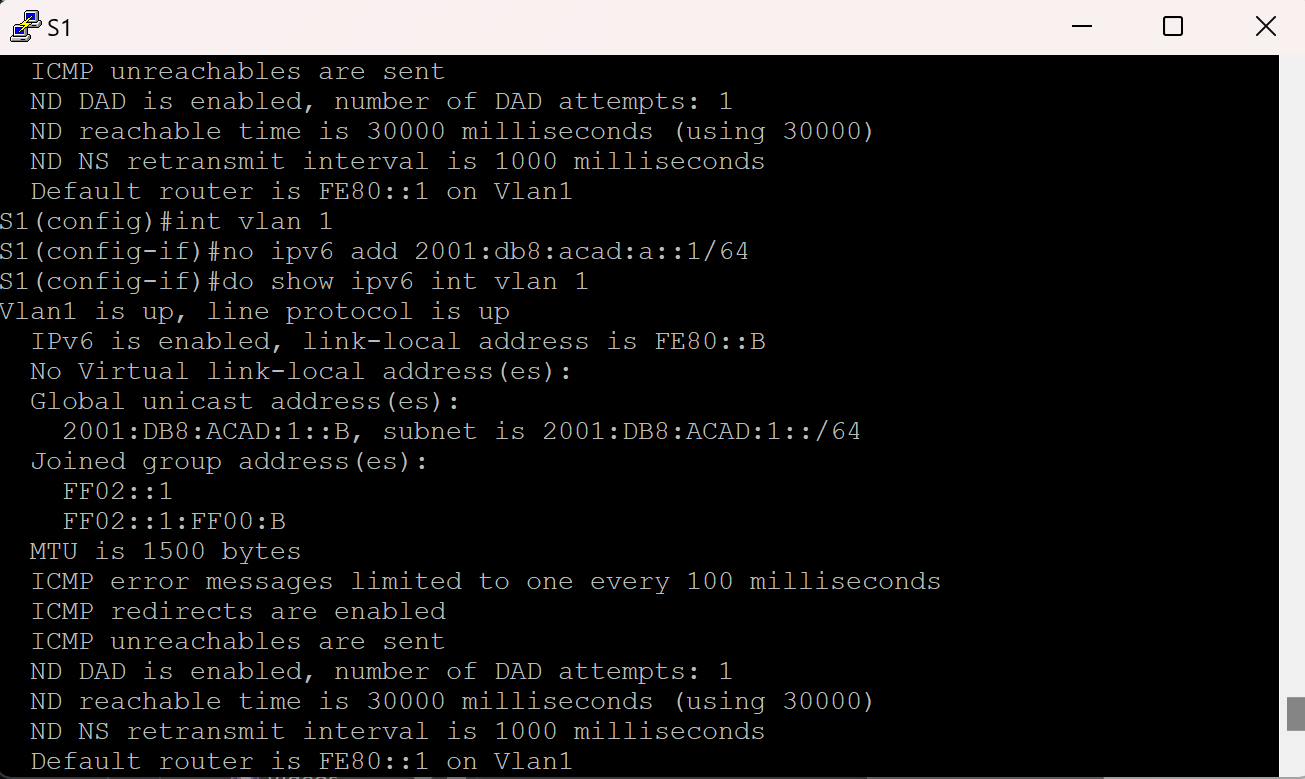 S1
ICMP unreachables are sent
ND DAD is enabled, number of DAD attempts: 1
ND reachable time is 30000 milliseconds (using 30000)
ND NS retransmit interval is 1000 milliseconds
Default router is FE80::1 on Vlan1
S1(config)#int vlan 1
S1(config-if)#no ipv6 add 2001:db8:acad:a::1/64
S1(config-if)#do show ipv6 int vlan 1
Vlan1 is up, line protocol is up
IPv6 is enabled, link-local address is FE80::B
No Virtual link-local address(es):
Global unicast address(es):
2001:DB8:ACAD:1::B, subnet is 2001:DB8:ACAD:1::/64
Joined group address(es):
FF02::1
FF02::1:FF00:B
MTU is 1500 bytes
ICMP error messages limited to one every 100 milliseconds
ICMP redirects are enabled
ICMP unreachables are sent
ND DAD is enabled, number of DAD attempts: 1
ND reachable time is 30000 milliseconds (using 30000)
ND NS retransmit interval is 1000 milliseconds
Default router is FE80::1 on Vlan1